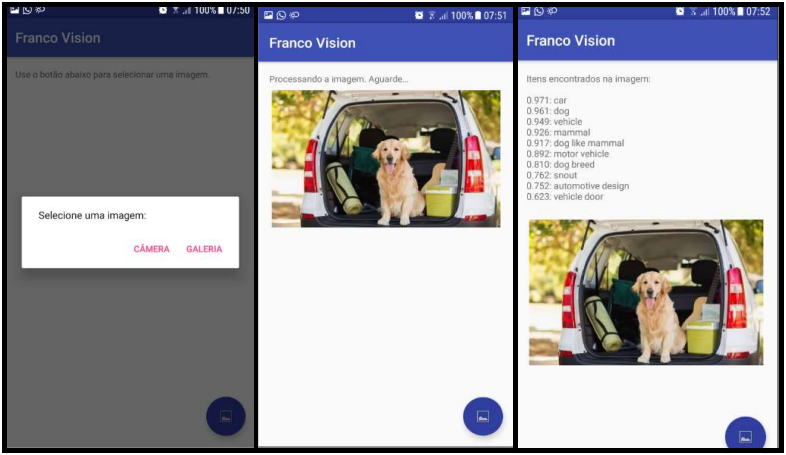 100% 07:50
Franco Vision
Use o botão abaixo para selecionar uma imagem.
Selecione uma imagem:
CÂMERA GALERIA
100% 07:51
Franco Vision
Processando a imagem. Aguarde...
100% 07:52
Franco Vision
Itens encontrados na imagem:
0.971: car
0.961: dog
0.949: vehicle
0.926: mammal
0.917: dog like mammal
0.892: motor vehicle
0.810: dog breed
0.762: snout
0.752: automotive design
0.623: vehicle door